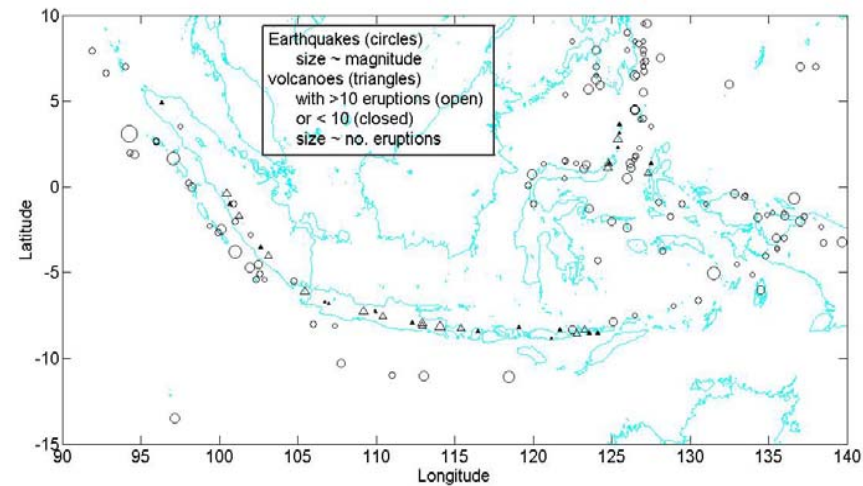 10
5
0
-5
-10
-15
Latitude
Earthquakes (circles)
size ~ magnitude
volcanoes (triangles)
with >10 eruptions (open)
or < 10 (closed)
size ~ no. eruptions
90 95 100 105 110 115 120 125 130 135 140
Longitude